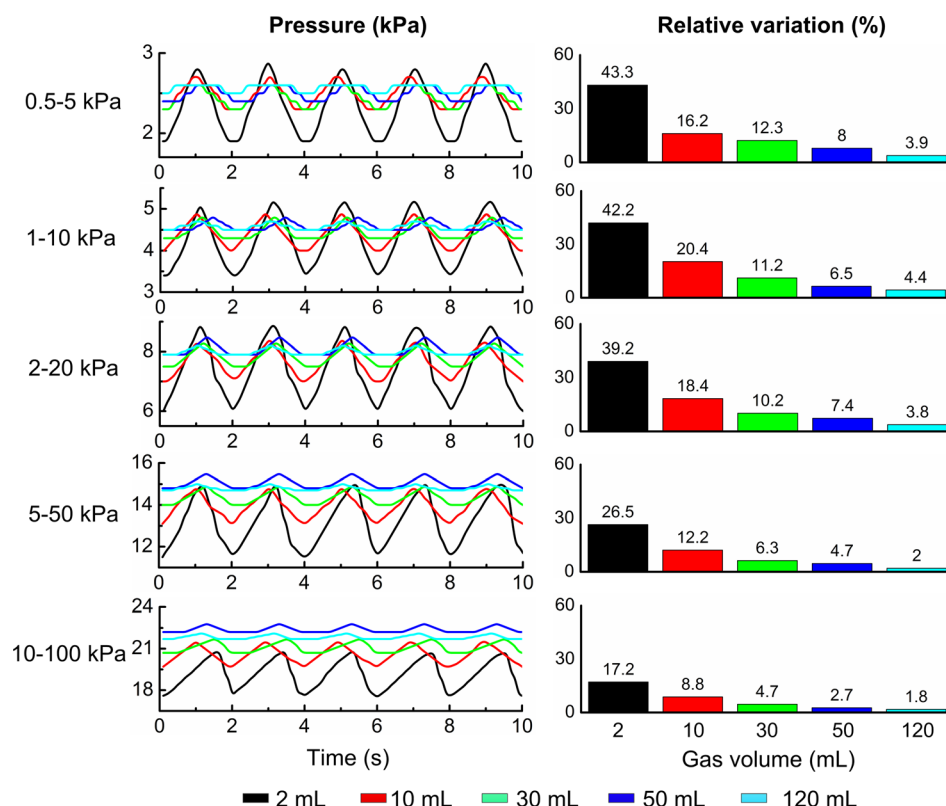 Pressure (kPa)
Relative variation (%)
0.5-5 kPa
3
2
0 2 4 6 8 10
60
30
0
43.3 16.2 12.3 8 3.9
1-10 kPa
5
4
3
0 2 4 6 8 10
60
30
0
42.2 20.4 11.2 6.5 4.4
2-20 kPa
8
6
0 2 4 6 8 10
60
30
0
39.2 18.4 10.2 7.4 3.8
5-50 kPa
16
14
12
0 2 4 6 8 10
60
30
0
26.5 12.2 6.3 4.7 2
10-100 kPa
24
21
18
0 2 4 6 8 10
Time (s)
60
30
0
17.2 8.8 4.7 2.7 1.8
2 10 30 50 120
Gas volume (mL)
2 mL 10 mL 30 mL 50 mL 120 mL